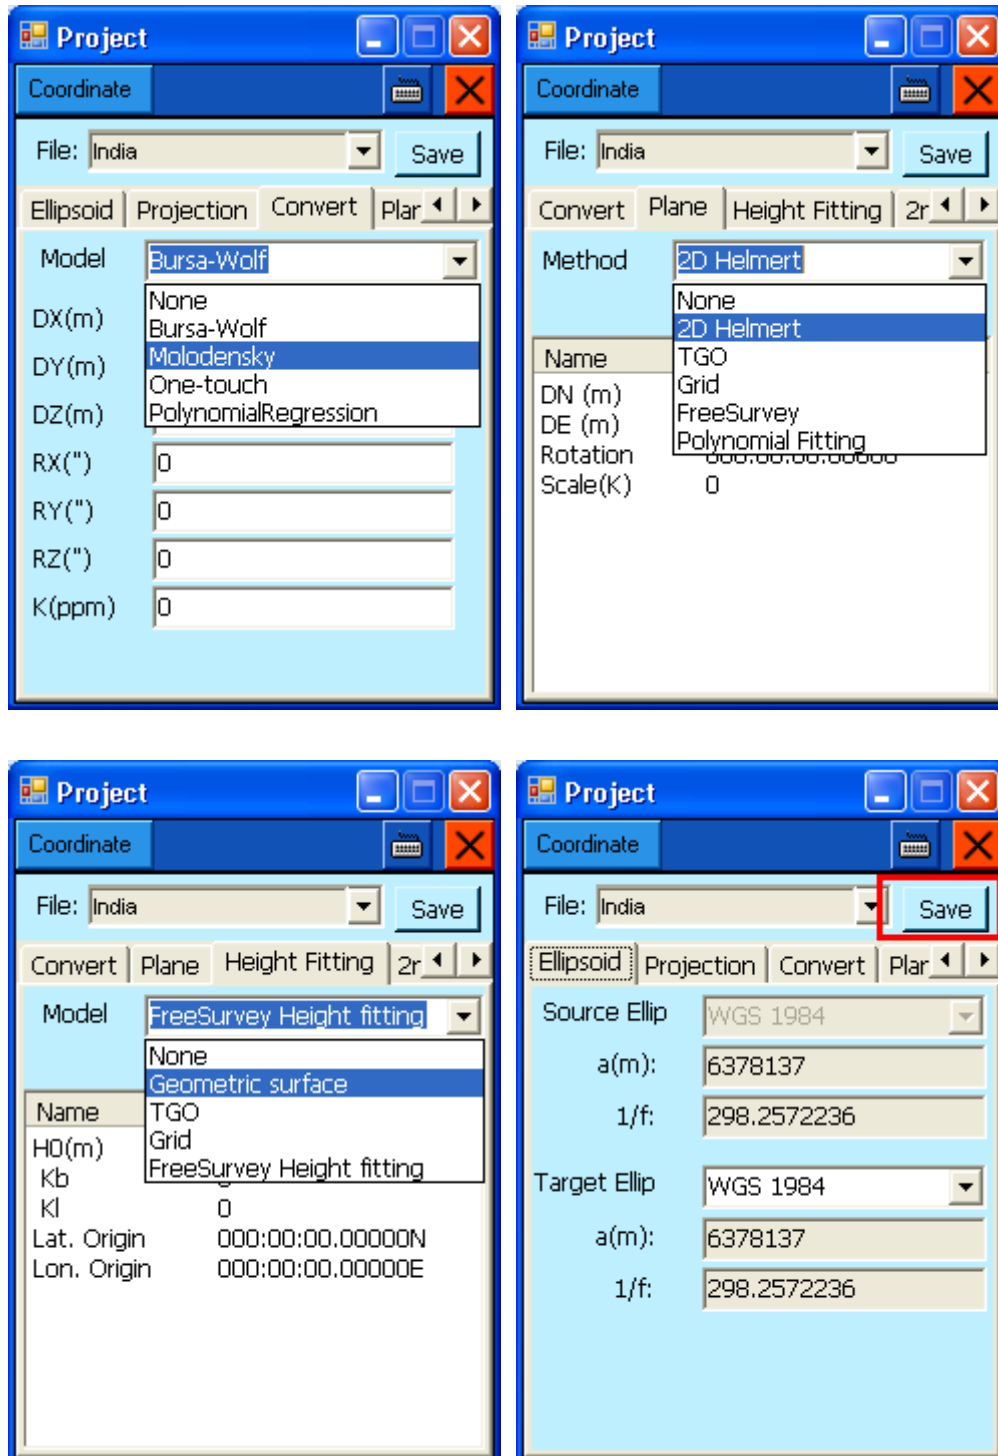 Project
Coordinate
File: India Save
Ellipsoid Projection Convert Plar
Model Bursa-Wolf
None
Bursa-Wolf
Molodensky
One-touch
PolynomialRegression
DX(m)
DY(m)
DZ(m)
RX(") 0
RY(") 0
RZ(") 0
K(ppm) 0
Project
Coordinate
File: India Save
Convert Plane Height Fitting 2r
Method 2D Helmert
None
2D Helmert
TGO
Grid
FreeSurvey
Polynomial Fitting
Name
DN (m)
DE (m)
Rotation 000:00:00.00000
Scale(K) 0
Project
Coordinate
File: India Save
Convert Plane Height Fitting 2r
Model FreeSurvey Height fitting
None
Geometric surface
TGO
Grid
FreeSurvey Height fitting
Name
H0(m)
Kb
Kl 0
Lat. Origin 000:00:00.00000N
Lon. Origin 000:00:00.00000E
Project
Coordinate
File: India Save
Ellipsoid Projection Convert Plar
Source Ellip WGS 1984
a(m): 6378137
1/f: 298.2572236
Target Ellip WGS 1984
a(m): 6378137
1/f: 298.2572236